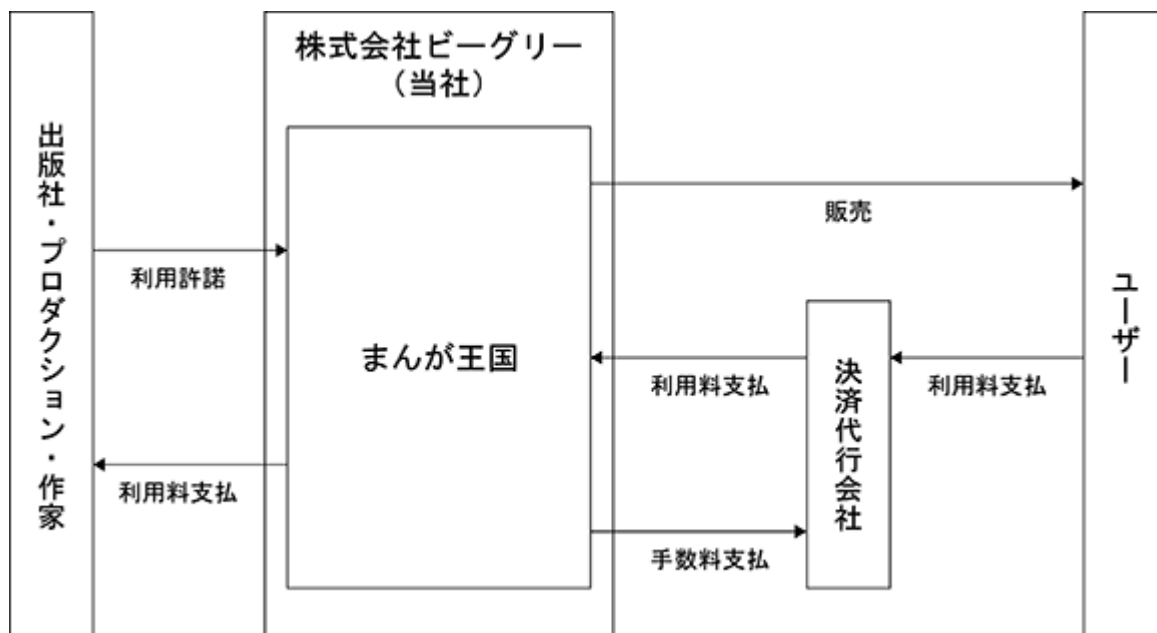 株式会社ビーグリー
（当社）
出版社・プロダクション・作家
利用許諾
利用料支払
まんが王国
販売
利用料支払
手数料支払
決済代行会社
利用料支払
ユーザー